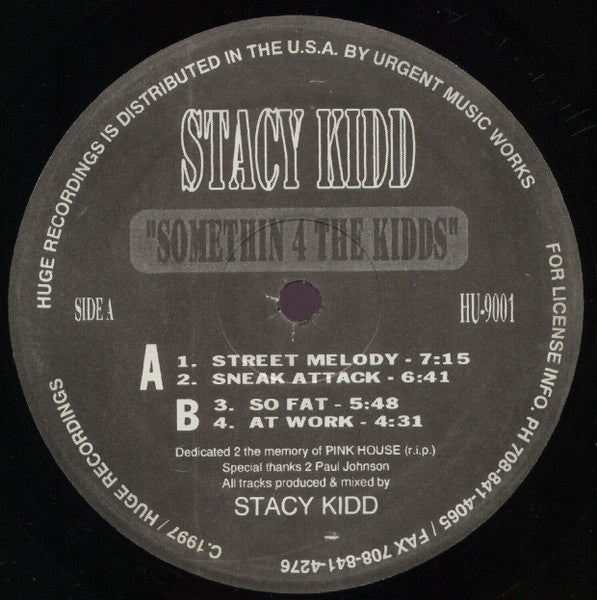 HUGE RECORDINGS IS DISTRIBUTED IN THE U.S.A. BY URGENT MUSIC WORKS
FOR LICENSE INFO. PH 708-841-4065 / FAX 708-841-4276
C.1997 / HUGE RECORDINGS
STACY KIDD
"SOMETHIN 4 THE KIDDS"
SIDE A
HU-9001
A 1. STREET MELODY - 7:15
2. SNEAK ATTACK - 6:41
B 3. SO FAT - 5:48
4. AT WORK - 4:31
Dedicated 2 the memory of PINK HOUSE (r.i.p.)
Special thanks 2 Paul Johnson
All tracks produced & mixed by
STACY KIDD